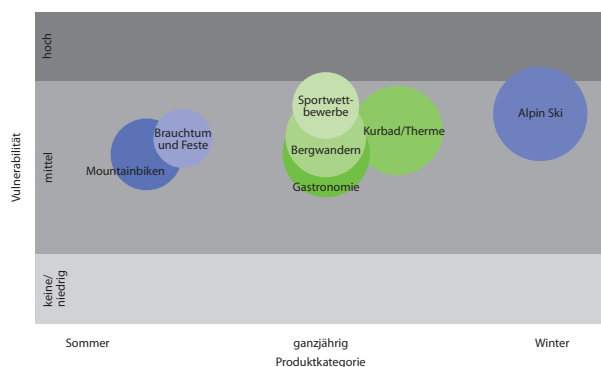 hoch
Vulnerabilität
mittel
keine/
niedrig
Sportwett-
bewerbe
Alpin Ski
Brauchtum
und Feste
Kurbad/Therme
Bergwandern
Mountainbiken
Gastronomie
Sommer
ganzjährig
Winter
Produktkategorie